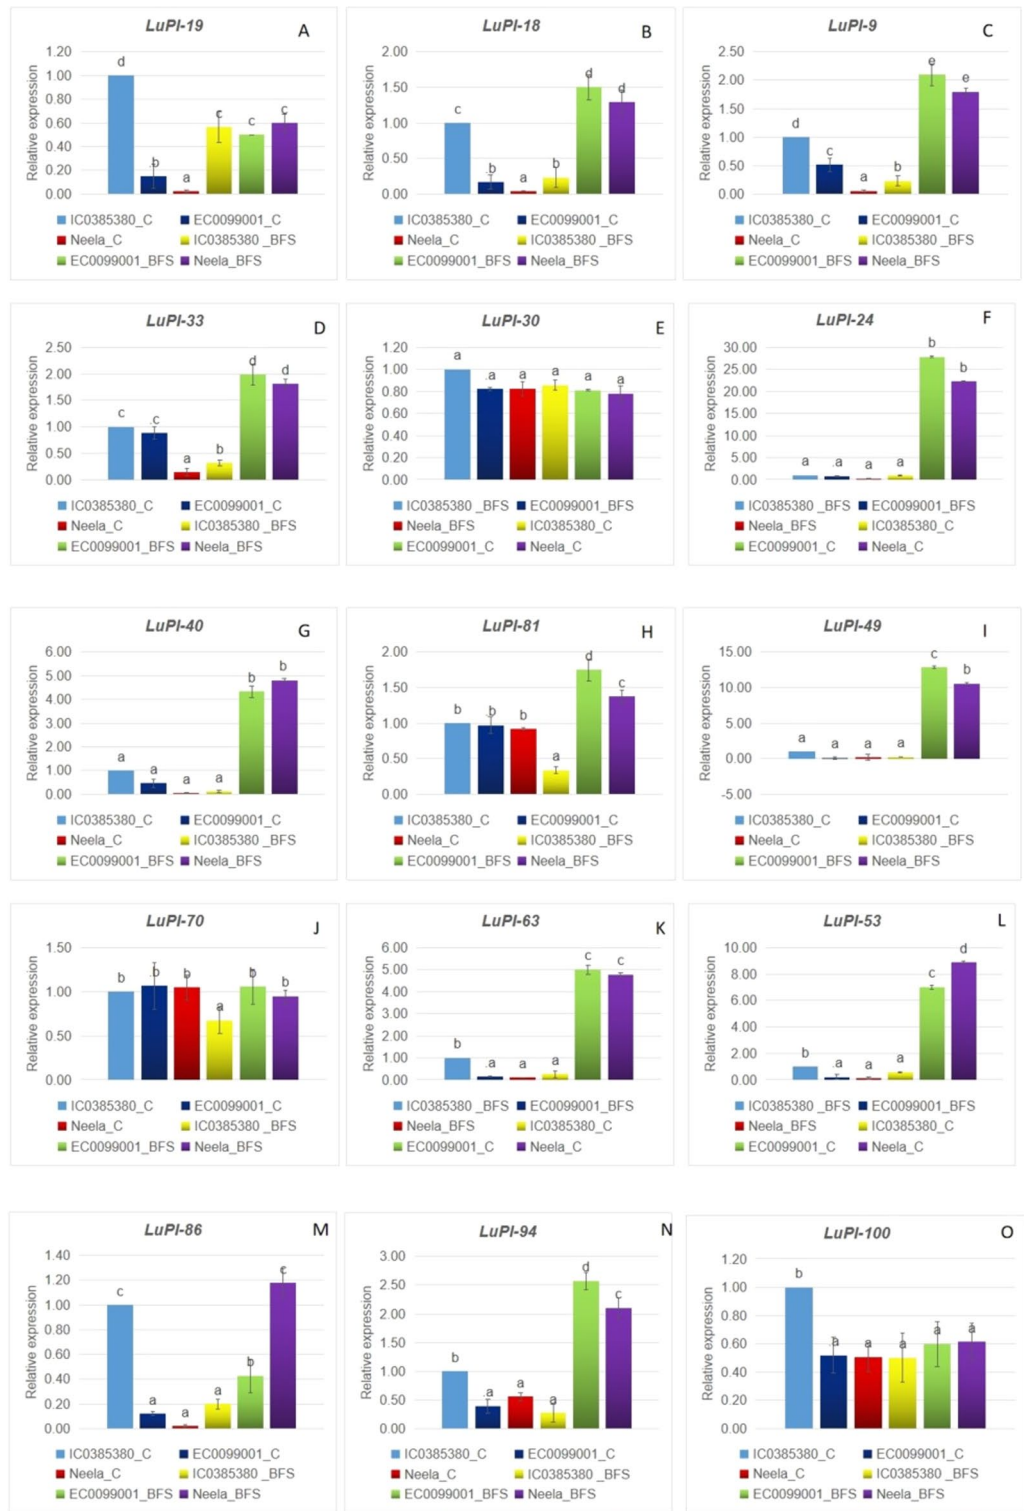 LuPI-19 A
Relative expression
1.20
1.00
0.80
0.60
0.40
0.20
0.00
d b a c c c
IC0385380_C EC0099001_C
Neela_C IC0385380 _BFS
EC0099001_BFS Neela_BFS
LuPI-18 B
Relative expression
2.00
1.50
1.00
0.50
0.00
c b a b d d
IC0385380_C EC0099001_C
Neela_C IC0385380 _BFS
EC0099001_BFS Neela_BFS
LuPI-9 C
Relative expression
2.50
2.00
1.50
1.00
0.50
0.00
d c a b e e
IC0385380_C EC0099001_C
Neela_C IC0385380 _BFS
EC0099001_BFS Neela_BFS
LuPI-33 D
Relative expression
2.50
2.00
1.50
1.00
0.50
0.00
c c a b d d
IC0385380_C EC0099001_C
Neela_C IC0385380 _BFS
EC0099001_BFS Neela_BFS
LuPI-30 E
Relative expression
1.20
1.00
0.80
0.60
0.40
0.20
0.00
a a a a a a
IC0385380 _BFS EC0099001_BFS
Neela_BFS IC0385380_C
EC0099001_C Neela_C
LuPI-24 F
Relative expression
30.00
25.00
20.00
15.00
10.00
5.00
0.00
a a a a b b
IC0385380 _BFS EC0099001_BFS
Neela_BFS IC0385380_C
EC0099001_C Neela_C
LuPI-40 G
Relative expression
6.00
5.00
4.00
3.00
2.00
1.00
0.00
a a a a b b
IC0385380_C EC0099001_C
Neela_C IC0385380 _BFS
EC0099001_BFS Neela_BFS
LuPI-81 H
Relative expression
2.00
1.50
1.00
0.50
0.00
b b b a d c
IC0385380_C EC0099001_C
Neela_C IC0385380 _BFS
EC0099001_BFS Neela_BFS
LuPI-49 I
Relative expression
15.00
10.00
5.00
0.00
-5.00
a a a a c b
IC0385380_C EC0099001_C
Neela_C IC0385380 _BFS
EC0099001_BFS Neela_BFS
LuPI-70 J
Relative expression
1.50
1.00
0.50
0.00
b b b a b b
IC0385380_C EC0099001_C
Neela_C IC0385380 _BFS
EC0099001_BFS Neela_BFS
LuPI-63 K
Relative expression
6.00
5.00
4.00
3.00
2.00
1.00
0.00
b a a a c c
IC0385380 _BFS EC0099001_BFS
Neela_BFS IC0385380_C
EC0099001_C Neela_C
LuPI-53 L
Relative expression
10.00
8.00
6.00
4.00
2.00
0.00
b a a a c d
IC0385380 _BFS EC0099001_BFS
Neela_BFS IC0385380_C
EC0099001_C Neela_C
LuPI-86 M
Relative expression
1.40
1.20
1.00
0.80
0.60
0.40
0.20
0.00
c a a a b c
IC0385380_C EC0099001_C
Neela_C IC0385380 _BFS
EC0099001_BFS Neela_BFS
LuPI-94 N
Relative expression
3.00
2.50
2.00
1.50
1.00
0.50
0.00
b a a a d c
IC0385380_C EC0099001_C
Neela_C IC0385380 _BFS
EC0099001_BFS Neela_BFS
LuPI-100 O
Relative expression
1.20
1.00
0.80
0.60
0.40
0.20
0.00
b a a a a a
IC0385380_C EC0099001_C
Neela_C IC0385380 _BFS
EC0099001_BFS Neela_BFS